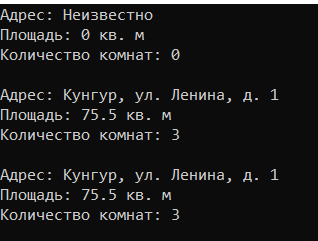 Адрес: Неизвестно
Площадь: 0 кв. м
Количество комнат: 0
Адрес: Кунгур, ул. Ленина, д. 1
Площадь: 75.5 кв. м
Количество комнат: 3
Адрес: Кунгур, ул. Ленина, д. 1
Площадь: 75.5 кв. м
Количество комнат: 3